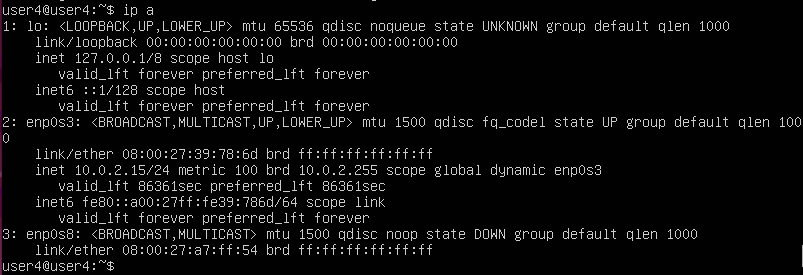 user4@user4:~$ ip a
1: lo: <LOOPBACK,UP,LOWER_UP> mtu 65536 qdisc noqueue state UNKNOWN group default qlen 1000
    link/loopback 00:00:00:00:00:00 brd 00:00:00:00:00:00
    inet 127.0.0.1/8 scope host lo
       valid_lft forever preferred_lft forever
    inet6 ::1/128 scope host
       valid_lft forever preferred_lft forever
2: enp0s3: <BROADCAST,MULTICAST,UP,LOWER_UP> mtu 1500 qdisc fq_codel state UP group default qlen 100
0
    link/ether 08:00:27:39:78:6d brd ff:ff:ff:ff:ff:ff
    inet 10.0.2.15/24 metric 100 brd 10.0.2.255 scope global dynamic enp0s3
       valid_lft 86361sec preferred_lft 86361sec
    inet6 fe80::a00:27ff:fe39:786d/64 scope link
       valid_lft forever preferred_lft forever
3: enp0s8: <BROADCAST,MULTICAST> mtu 1500 qdisc noop state DOWN group default qlen 1000
    link/ether 08:00:27:a7:ff:54 brd ff:ff:ff:ff:ff:ff
user4@user4:~$